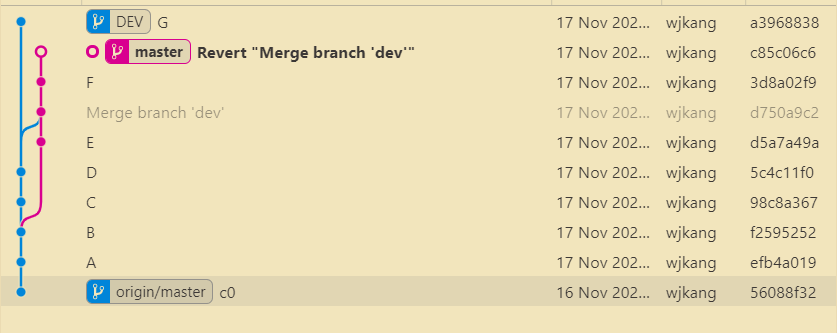 DEV G 17 Nov 202... wjkang a3968838
master Revert "Merge branch 'dev'" 17 Nov 202... wjkang c85c06c6
F 17 Nov 202... wjkang 3d8a02f9
Merge branch 'dev' 17 Nov 202... wjkang d750a9c2
E 17 Nov 202... wjkang d5a7a49a
D 17 Nov 202... wjkang 5c4c11f0
C 17 Nov 202... wjkang 98c8a367
B 17 Nov 202... wjkang f2595252
A 17 Nov 202... wjkang efb4a019
origin/master c0 16 Nov 202... wjkang 56088f32